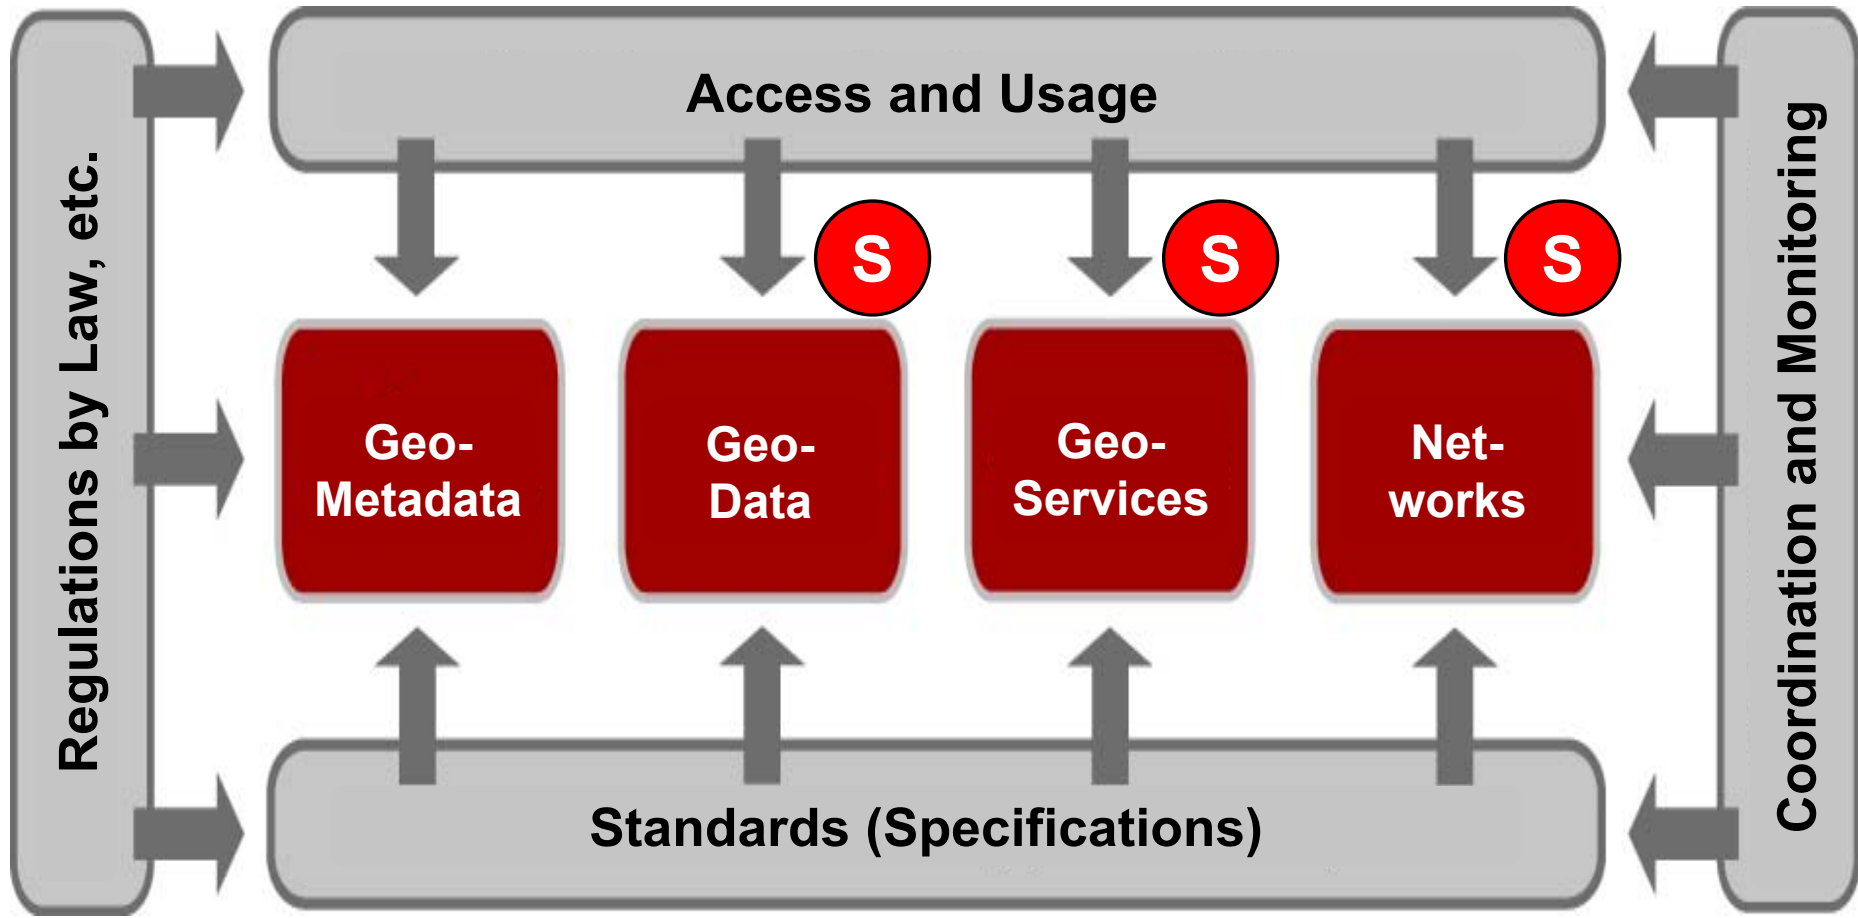 Access and Usage
Regulations by Law, etc.
Coordination and Monitoring
S
S
S
Geo-
Metadata
Geo-
Data
Geo-
Services
Net-
works
Standards (Specifications)